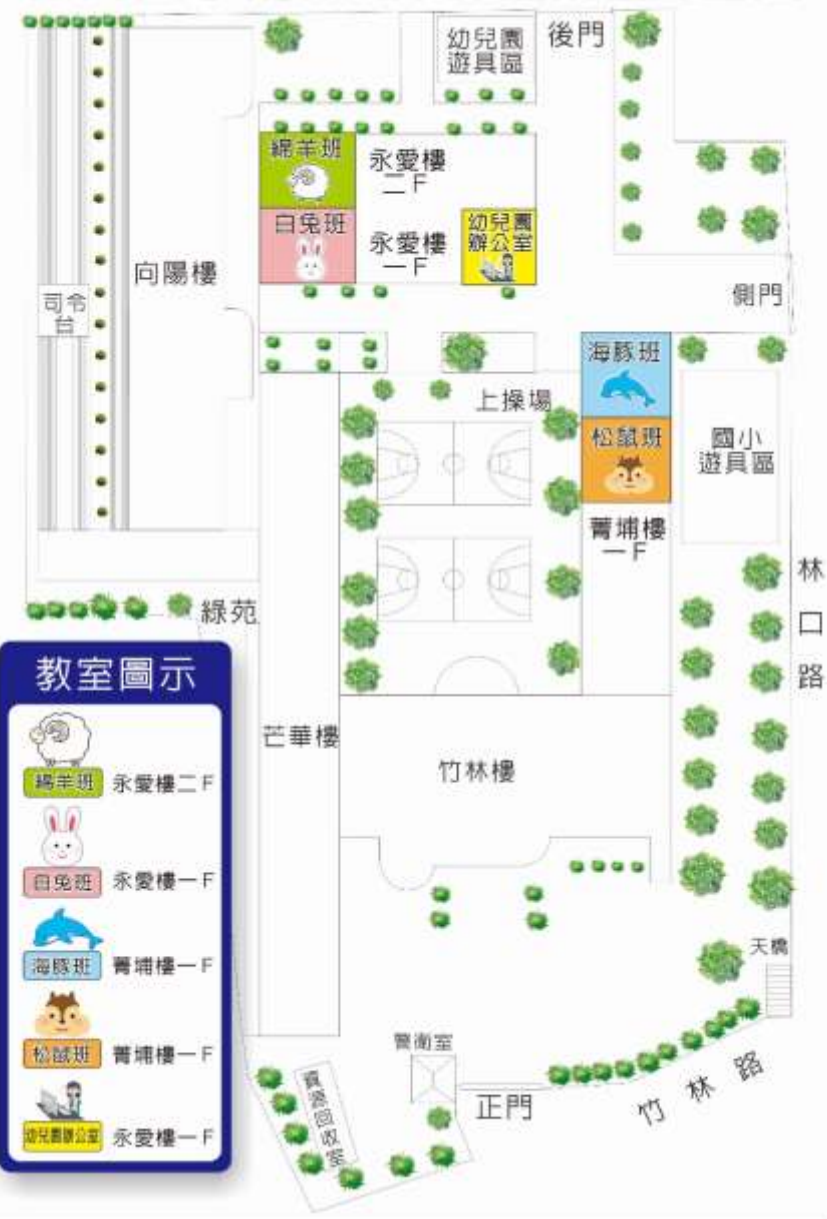 幼兒園
遊具區
後門
綿羊班
永愛樓
二F
白兔班
永愛樓
一F
幼兒園
辦公室
向陽樓
司令
台
側門
海豚班
上操場
松鼠班
國小
遊具區
菁埔樓
一F
林口路
綠苑
教室圖示
綿羊班 永愛樓二F
白兔班 永愛樓一F
海豚班 菁埔樓一F
松鼠班 菁埔樓一F
幼兒園辦公室 永愛樓一F
芒華樓
竹林樓
天橋
警衛室
資源回收室
正門
竹林路